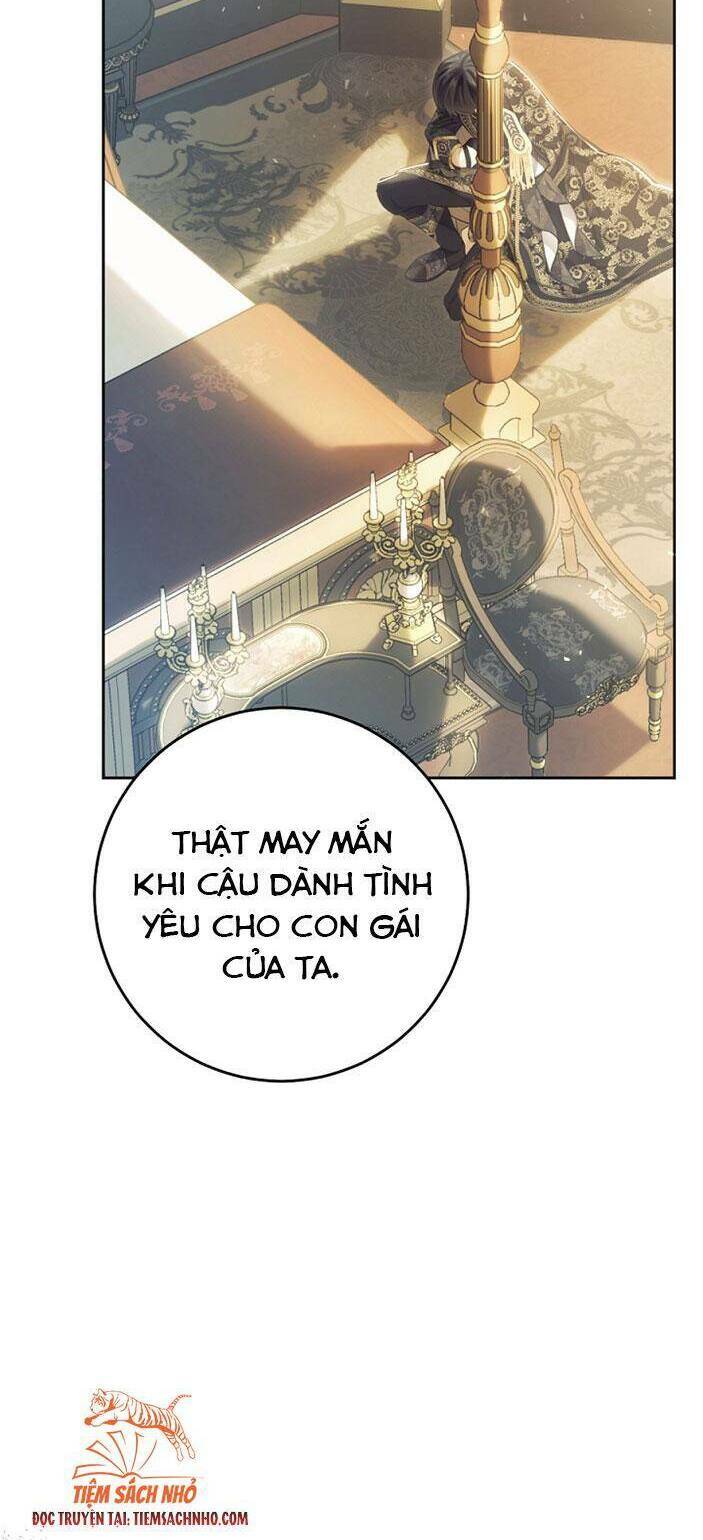 THẬT MAY MẮN
KHI CẬU DÀNH TÌNH
YÊU CHO CON GÁI
CỦA TA.
TIỆM SÁCH NHỎ
ĐỌC TRUYỆN TẠI: TIEMSACHNHO.COM